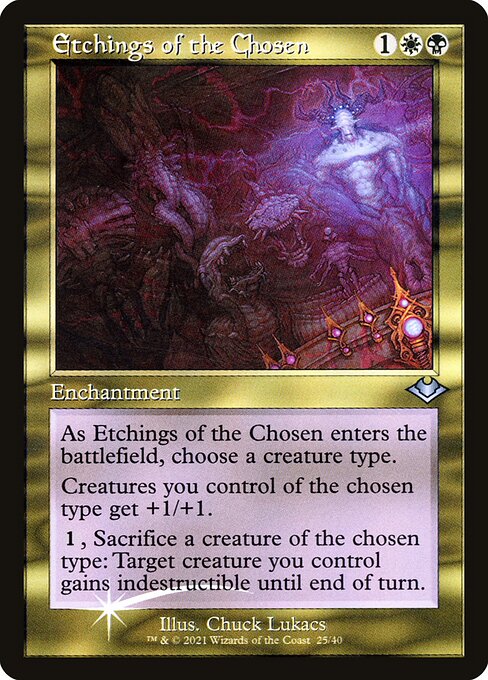 Etchings of the Chosen 1
Enchantment
As Etchings of the Chosen enters the
battlefield, choose a creature type.
Creatures you control of the chosen
type get +1/+1.
1 , Sacrifice a creature of the chosen
type: Target creature you control
gains indestructible until end of turn.
Illus. Chuck Lukacs
™ & © 2021 Wizards of the Coast 25/40